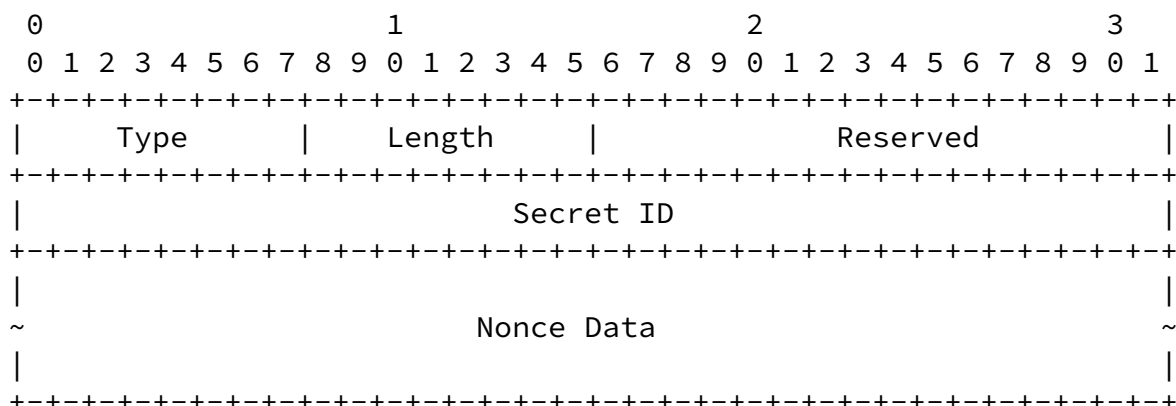 0                   1                   2                   3
 0 1 2 3 4 5 6 7 8 9 0 1 2 3 4 5 6 7 8 9 0 1 2 3 4 5 6 7 8 9 0 1
+-+-+-+-+-+-+-+-+-+-+-+-+-+-+-+-+-+-+-+-+-+-+-+-+-+-+-+-+-+-+-+-+
|     Type      |    Length     |             Reserved          |
+-+-+-+-+-+-+-+-+-+-+-+-+-+-+-+-+-+-+-+-+-+-+-+-+-+-+-+-+-+-+-+-+
|                           Secret ID                           |
+-+-+-+-+-+-+-+-+-+-+-+-+-+-+-+-+-+-+-+-+-+-+-+-+-+-+-+-+-+-+-+-+
|                                                               |
~                         Nonce Data                            ~
|                                                               |
+-+-+-+-+-+-+-+-+-+-+-+-+-+-+-+-+-+-+-+-+-+-+-+-+-+-+-+-+-+-+-+-+